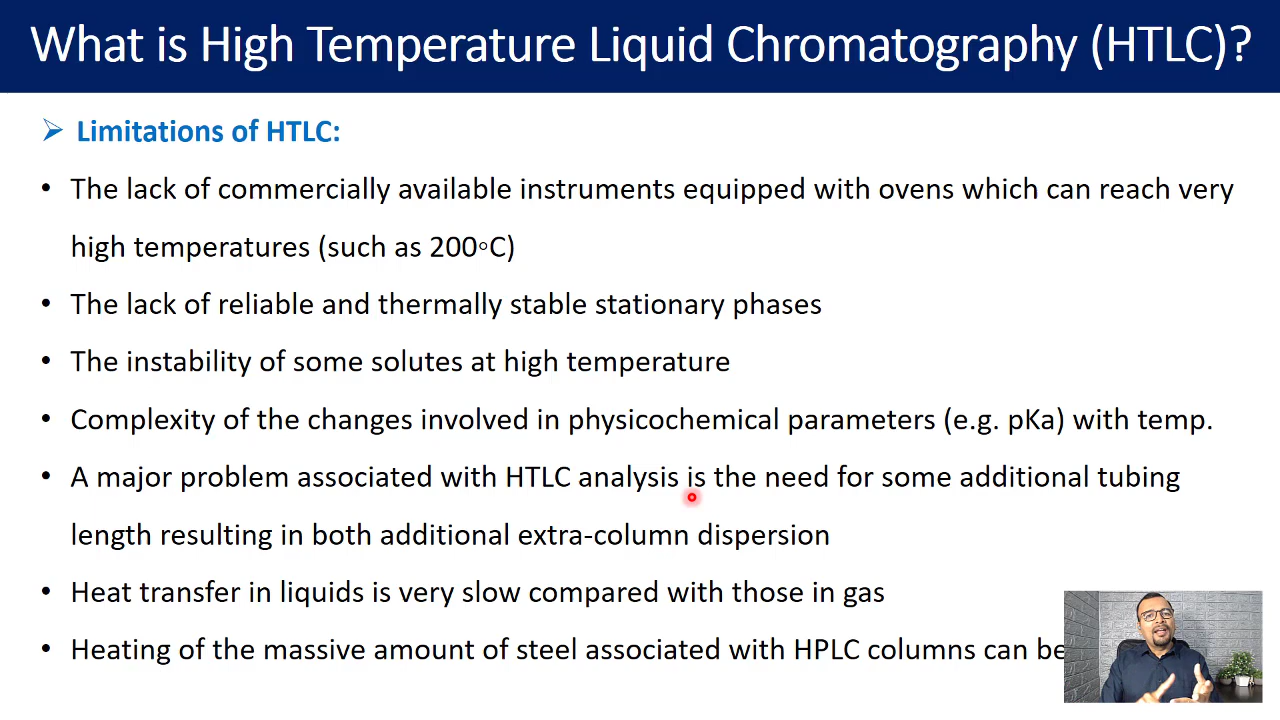 What is High Temperature Liquid Chromatography (HTLC)?
➢ Limitations of HTLC:
• The lack of commercially available instruments equipped with ovens which can reach very
high temperatures (such as 200◦C)
• The lack of reliable and thermally stable stationary phases
• The instability of some solutes at high temperature
• Complexity of the changes involved in physicochemical parameters (e.g. pKa) with temp.
• A major problem associated with HTLC analysis is the need for some additional tubing
length resulting in both additional extra-column dispersion
• Heat transfer in liquids is very slow compared with those in gas
• Heating of the massive amount of steel associated with HPLC columns can be